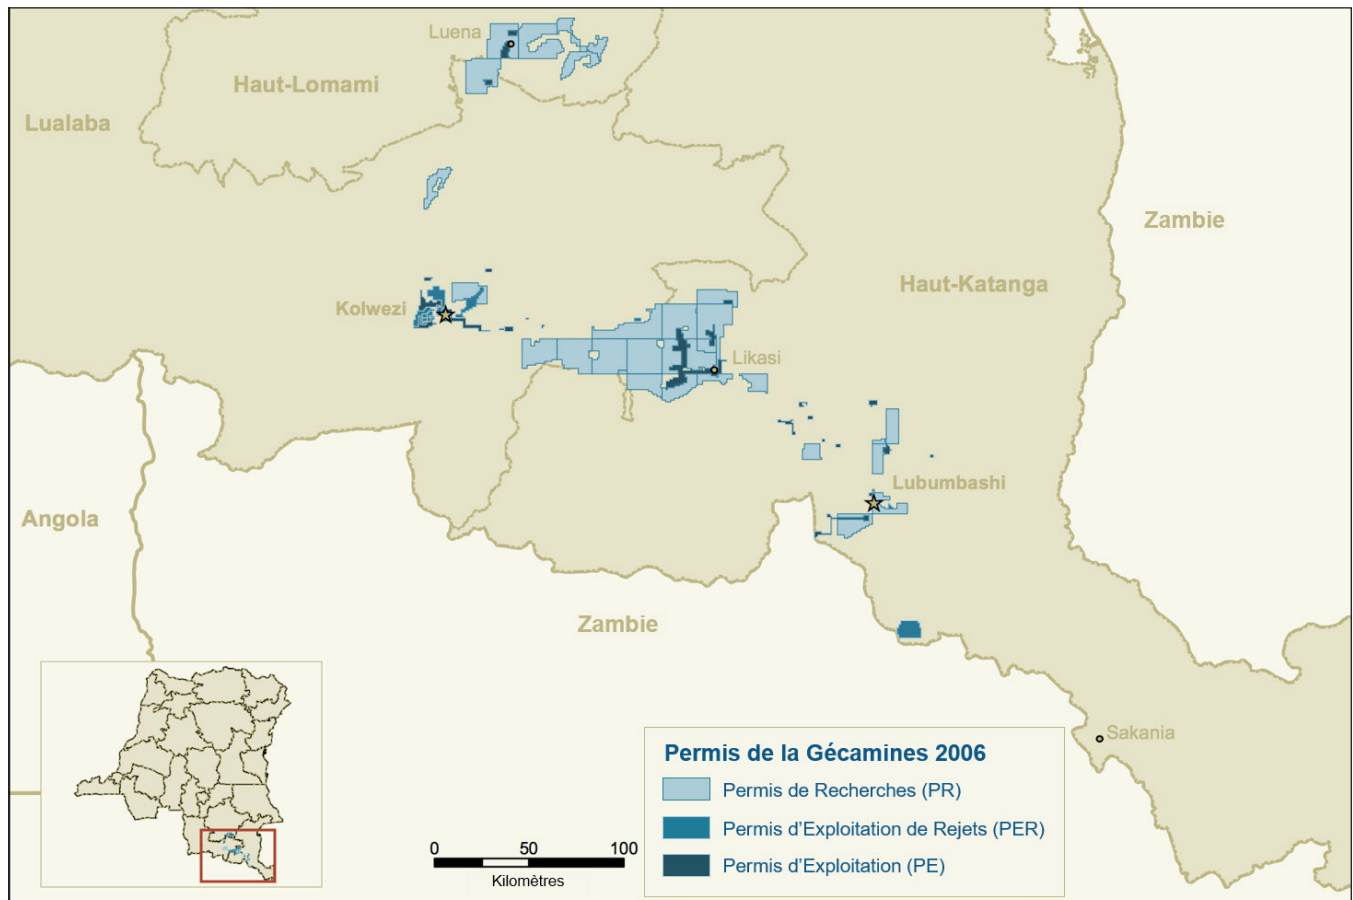 Luena
Haut-Lomami
Lualaba
Zambie
Haut-Katanga
Kolwezi
Likasi
Lubumbashi
Angola
Zambie
Sakania
Permis de la Gécamines 2006
Permis de Recherches (PR)
Permis d’Exploitation de Rejets (PER)
Permis d’Exploitation (PE)
0 50 100
Kilomètres